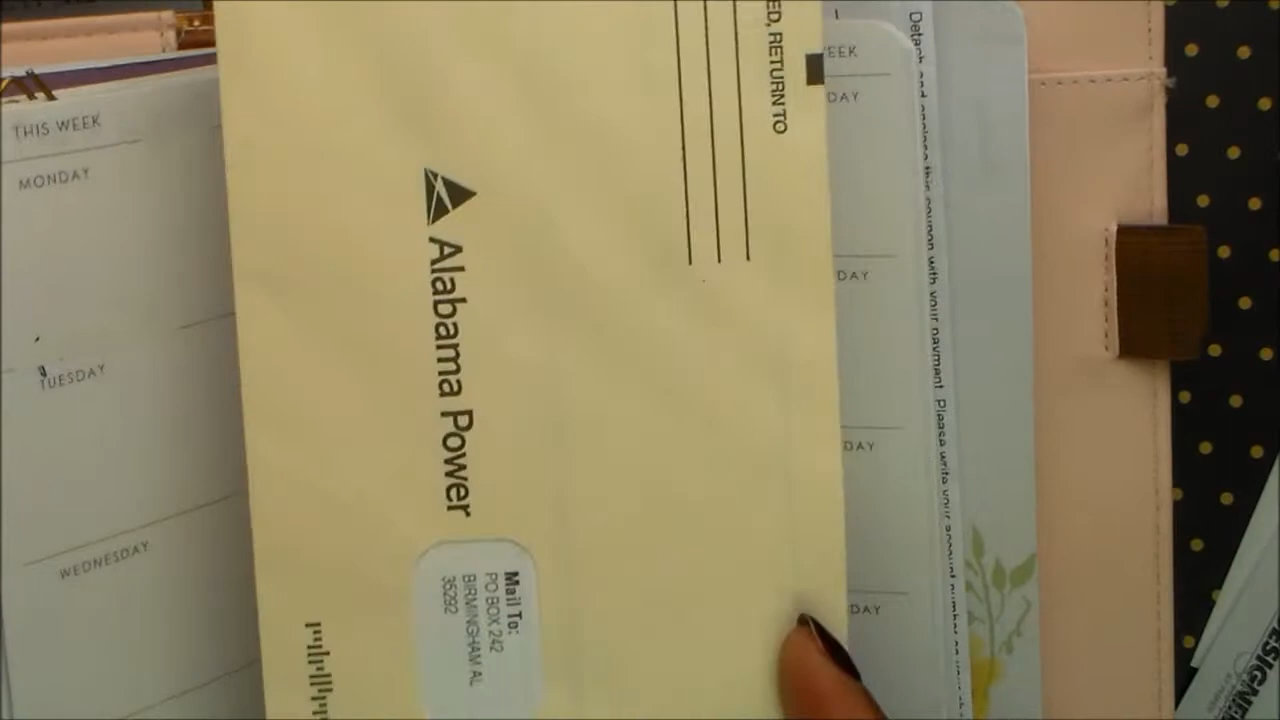 THIS WEEK
MONDAY
TUESDAY
WEDNESDAY
ED, RETURN TO
Alabama Power
Mail To:
PO BOX 242
BIRMINGHAM AL
35292
EEK
DAY
DAY
DAY
DAY
Detach and enclose this coupon with your payment. Please write your account number on your